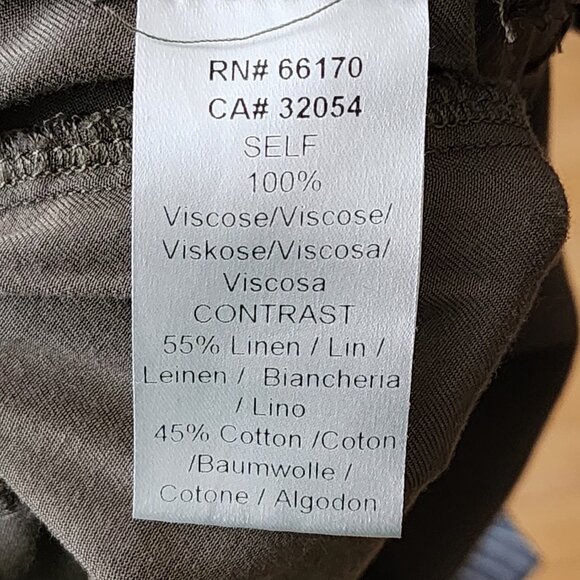 RN# 66170
CA# 32054
SELF
100%
Viscose/Viscose/
Viskose/Viscosa/
Viscosa
CONTRAST
55% Linen / Lin /
Leinen / Biancheria
/ Lino
45% Cotton /Coton
/Baumwolle /
Cotone / Algodon